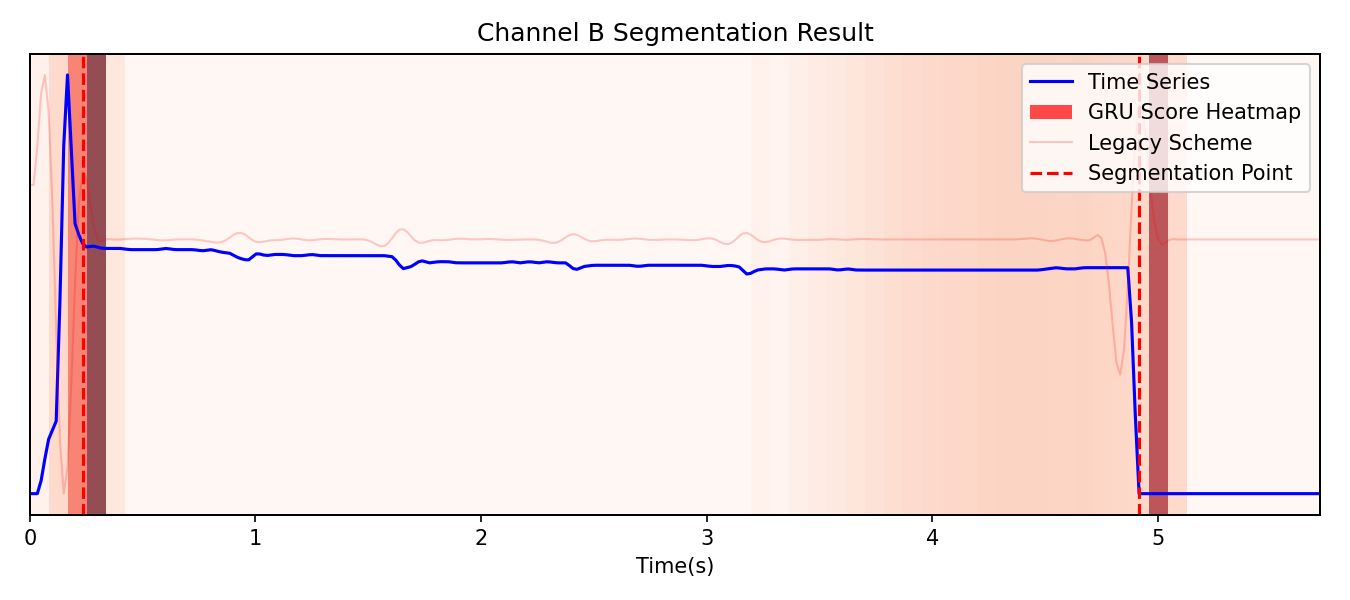 Channel B Segmentation Result
Time Series
GRU Score Heatmap
Legacy Scheme
Segmentation Point
0 1 2 3 4 5
Time(s)